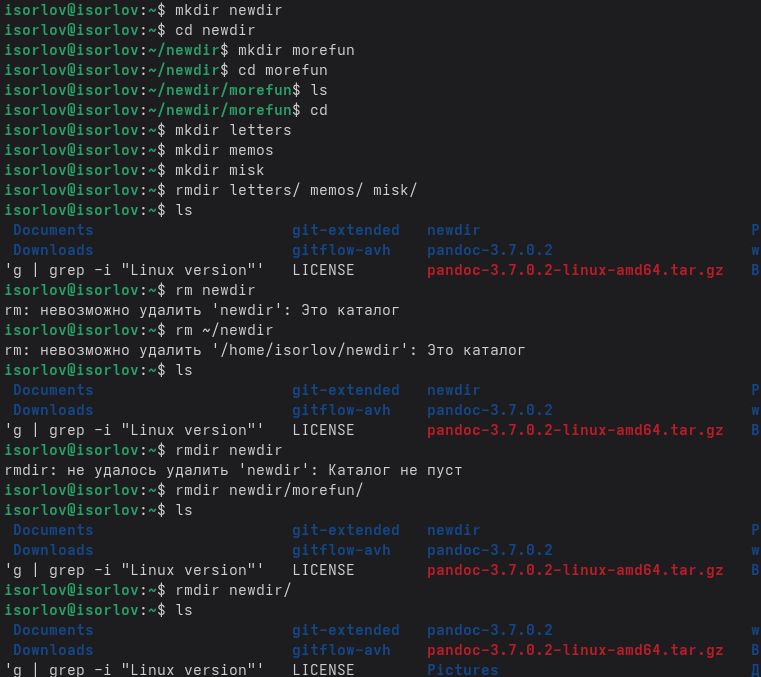 isorlov@isorlov:~$ mkdir newdir
isorlov@isorlov:~$ cd newdir
isorlov@isorlov:~/newdir$ mkdir morefun
isorlov@isorlov:~/newdir$ cd morefun
isorlov@isorlov:~/newdir/morefun$ ls
isorlov@isorlov:~/newdir/morefun$ cd
isorlov@isorlov:~$ mkdir letters
isorlov@isorlov:~$ mkdir memos
isorlov@isorlov:~$ mkdir misk
isorlov@isorlov:~$ rmdir letters/ memos/ misk/
isorlov@isorlov:~$ ls
Documents git-extended newdir P
Downloads gitflow-avh pandoc-3.7.0.2 w
'g | grep -i "Linux version"' LICENSE pandoc-3.7.0.2-linux-amd64.tar.gz В
isorlov@isorlov:~$ rm newdir
rm: невозможно удалить 'newdir': Это каталог
isorlov@isorlov:~$ rm ~/newdir
rm: невозможно удалить '/home/isorlov/newdir': Это каталог
isorlov@isorlov:~$ ls
Documents git-extended newdir P
Downloads gitflow-avh pandoc-3.7.0.2 w
'g | grep -i "Linux version"' LICENSE pandoc-3.7.0.2-linux-amd64.tar.gz В
isorlov@isorlov:~$ rmdir newdir
rmdir: не удалось удалить 'newdir': Каталог не пуст
isorlov@isorlov:~$ rmdir newdir/morefun/
isorlov@isorlov:~$ ls
Documents git-extended newdir P
Downloads gitflow-avh pandoc-3.7.0.2 w
'g | grep -i "Linux version"' LICENSE pandoc-3.7.0.2-linux-amd64.tar.gz В
isorlov@isorlov:~$ rmdir newdir/
isorlov@isorlov:~$ ls
Documents git-extended pandoc-3.7.0.2 w
Downloads gitflow-avh pandoc-3.7.0.2-linux-amd64.tar.gz В
'g | grep -i "Linux version"' LICENSE Pictures Д